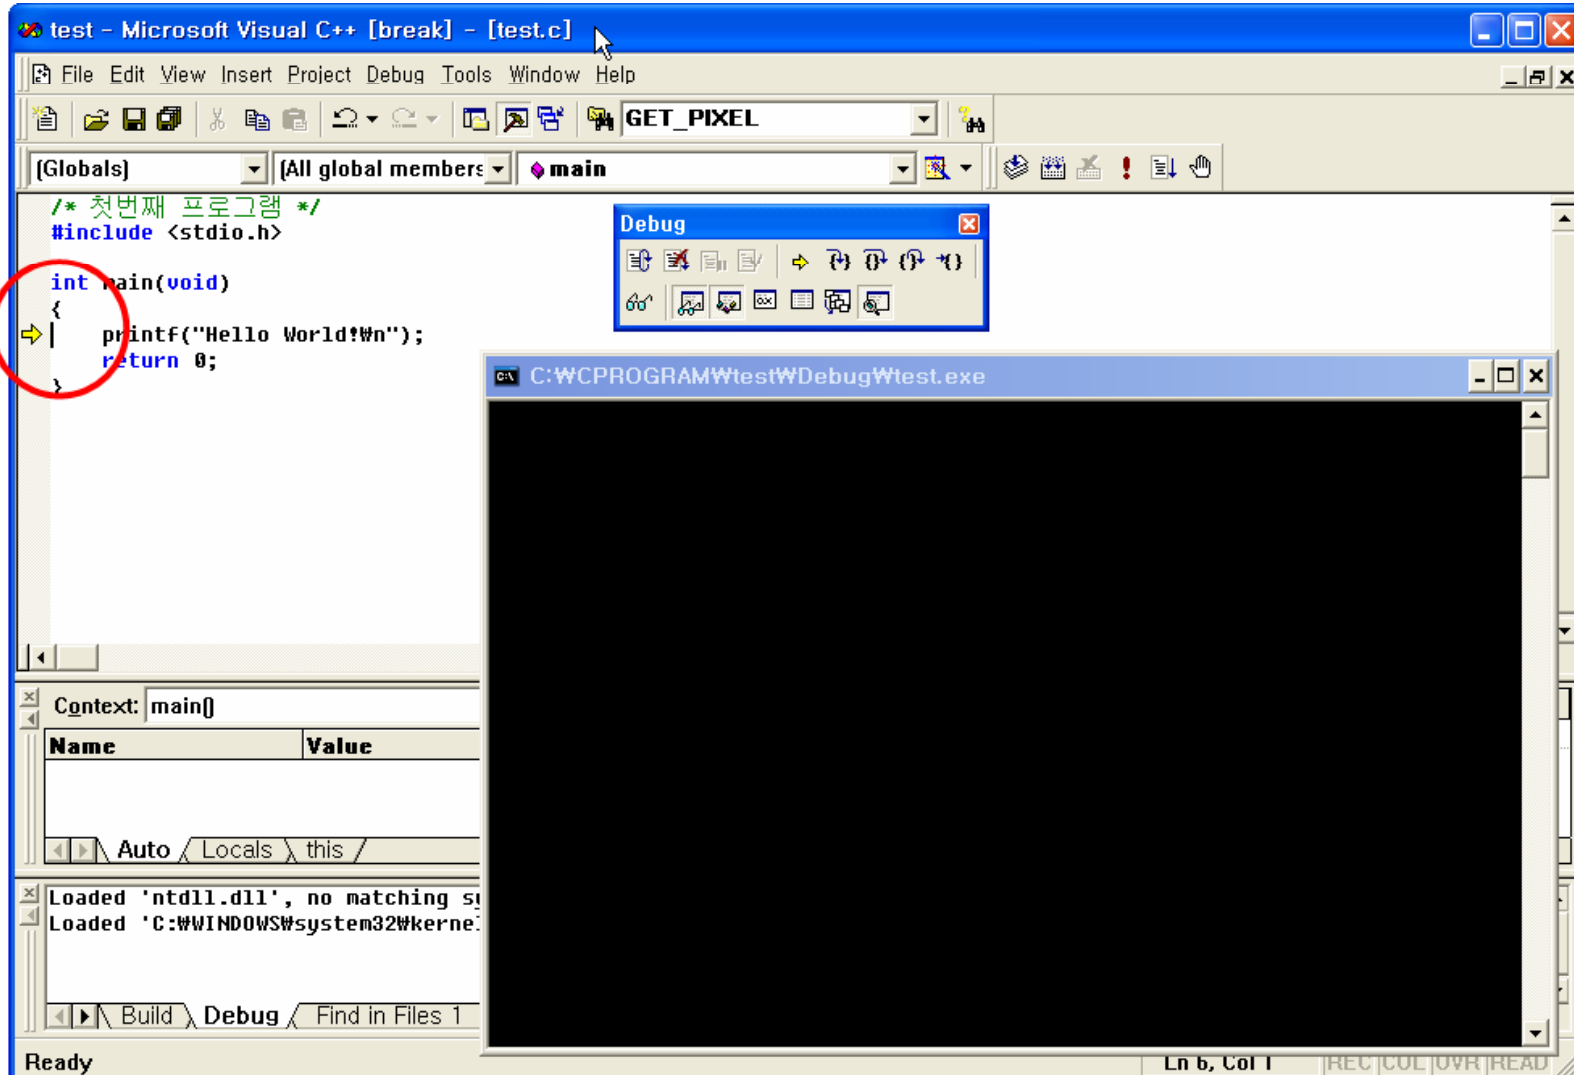 test - Microsoft Visual C++ [break] - [test.c]
File Edit View Insert Project Debug Tools Window Help
GET_PIXEL
(Globals) (All global members main
/* 첫번째 프로그램 */
#include <stdio.h>
int main(void)
{
printf("Hello World!₩n");
return 0;
}
Debug
C:₩CPROGRAM₩test₩Debug₩test.exe
Context: main()
Name Value
Auto Locals this
Loaded 'ntdll.dll', no matching
Loaded 'C:₩WINDOWS₩system32₩kernel
Build Debug Find in Files 1
Ready Ln 6, Col 1 REC COL OVR READ